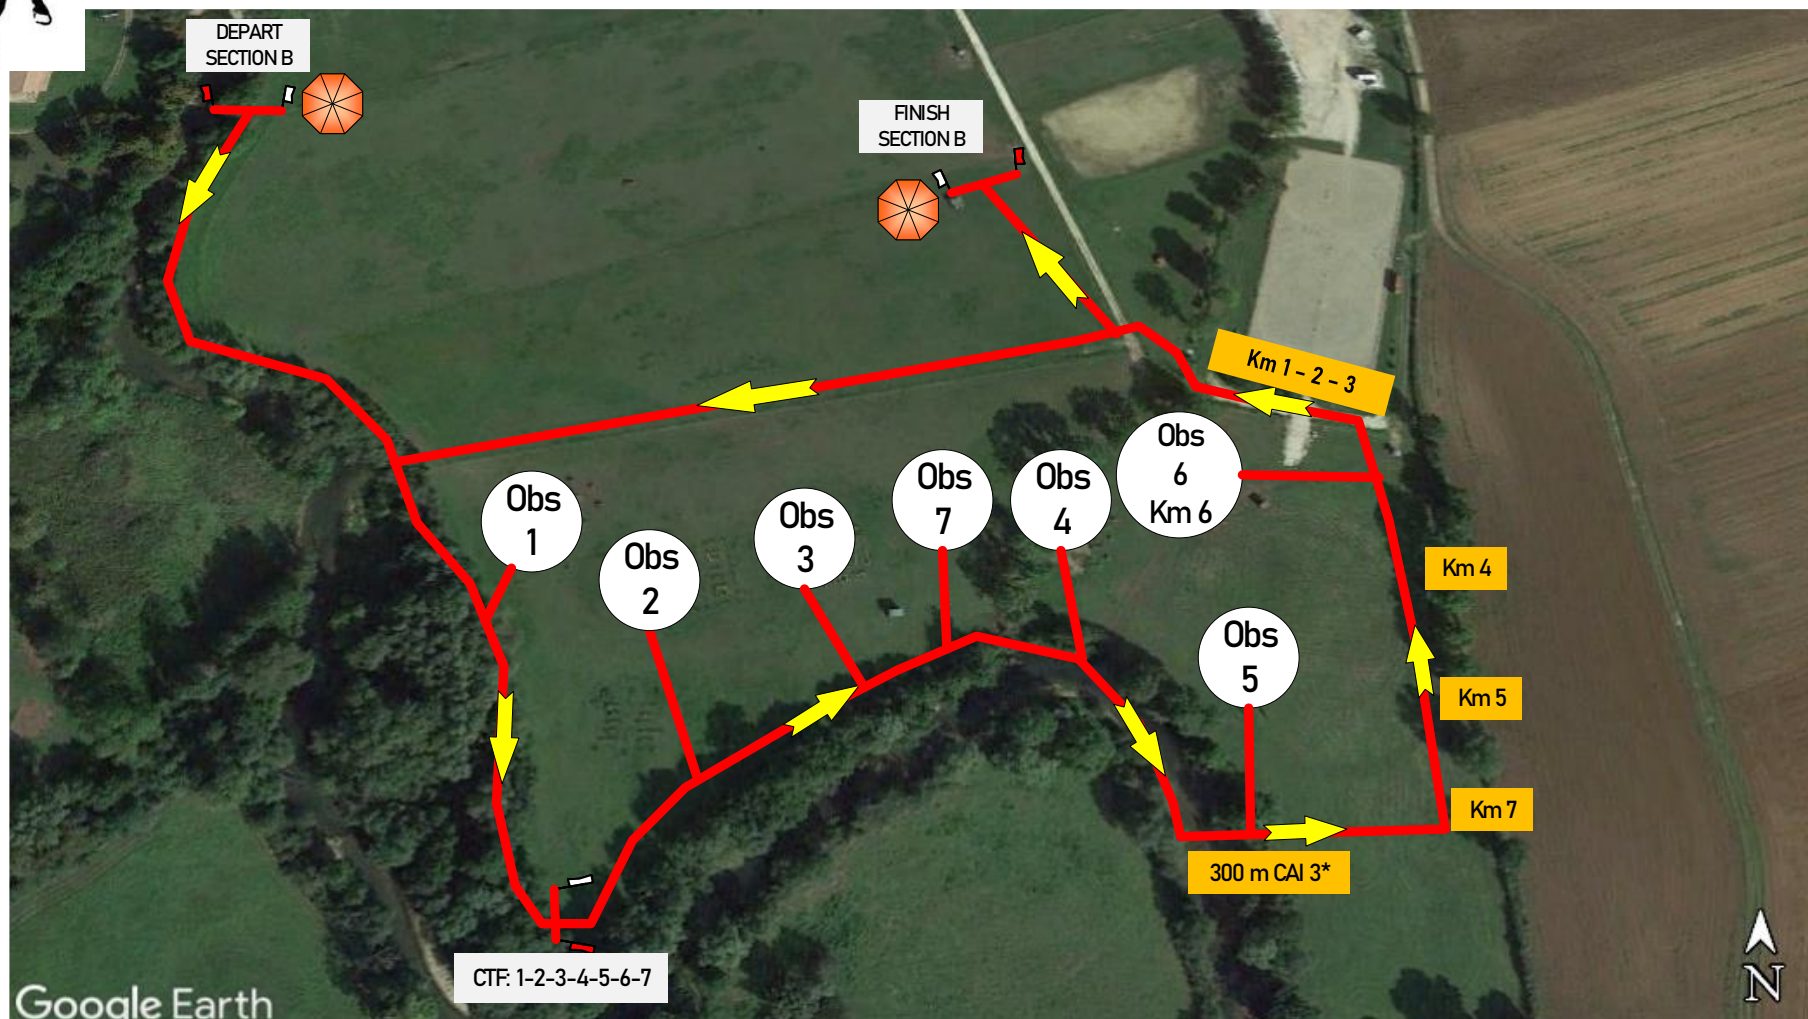 DEPART
SECTION B
FINISH
SECTION B
Km 1 – 2 – 3
Obs
6
Km 6
Obs
7
Obs
4
Obs
1
Obs
3
Obs
2
Km 4
Obs
5
Km 5
Km 7
300 m CAI 3*
CTF: 1-2-3-4-5-6-7
Google Earth
N